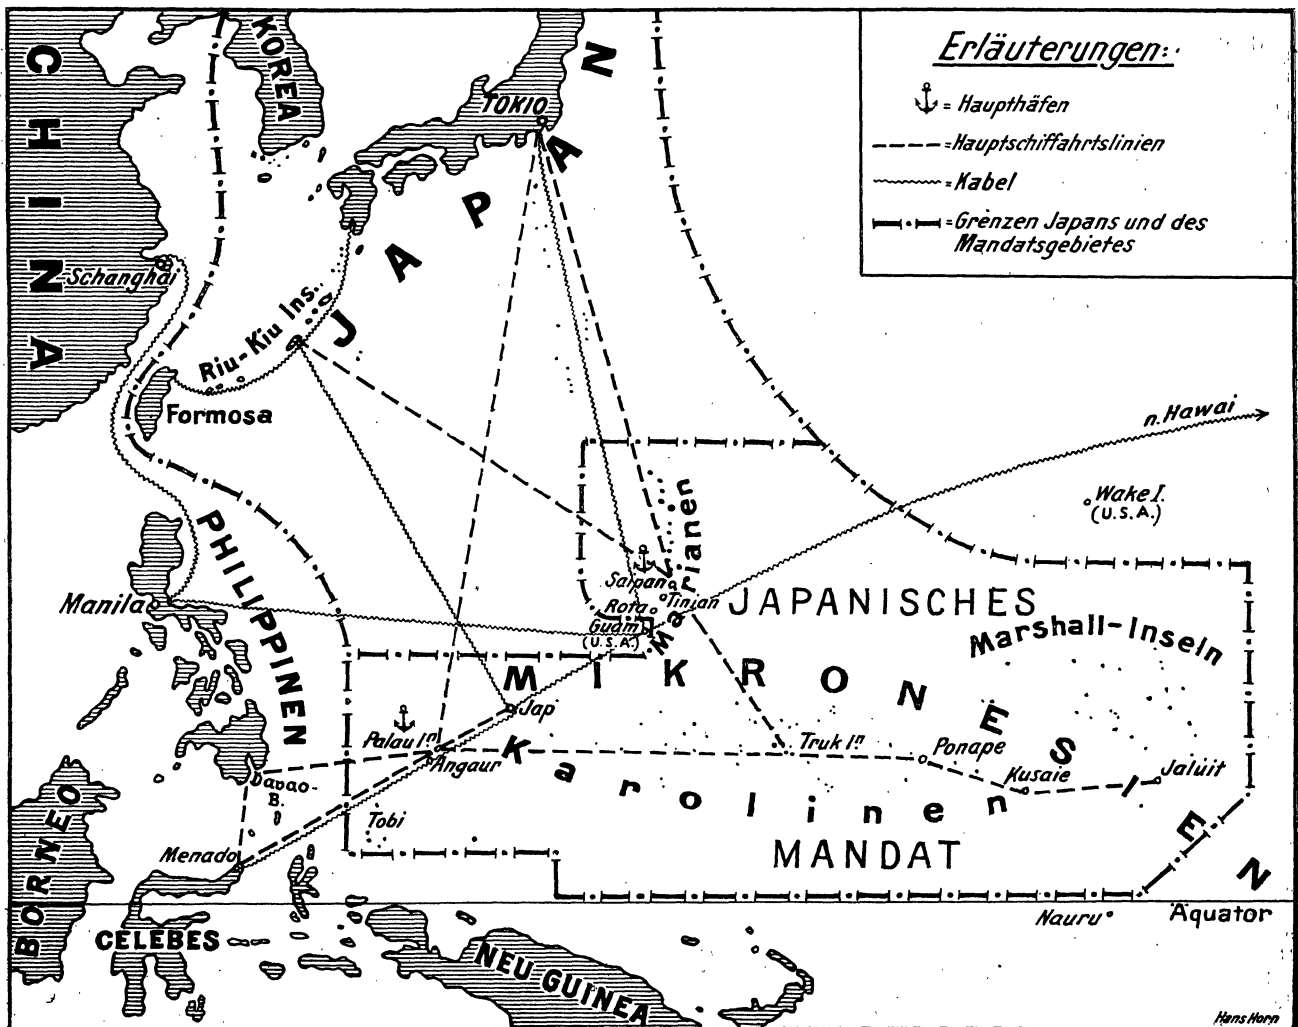 Erläuterungen:
= Haupthäfen
= Hauptschiffahrtslinien
= Kabel
= Grenzen Japans und des
Mandatsgebietes
CHINA
KOREA
JAPAN
TOKIO
Schanghai
Riu-Kiu Ins.
Formosa
n. Hawai
Wake I.
(U.S.A.)
PHILIPPINEN
Manila
Marianen
Saipan
Tinian
Rota
Guam
(U.S.A.)
JAPANISCHES
Marshall-Inseln
MIKRONESIEN
Jap
Palau Iⁿ
Angaur
Truk Iⁿ
Ponape
Kusaie
Jaluit
Karolinen
Davao-
B.
Tobi
MANDAT
Menado
BORNEO
CELEBES
Nauru
Äquator
NEU GUINEA
Hans Horn